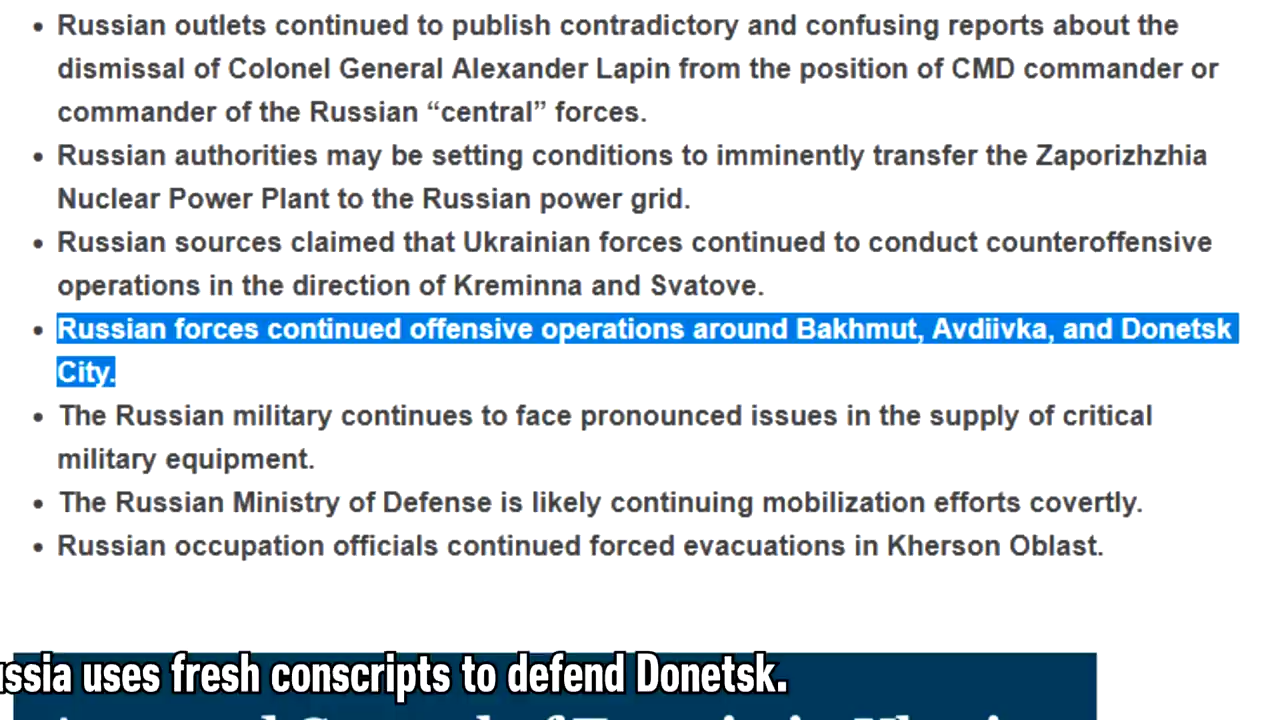 Russian outlets continued to publish contradictory and confusing reports about the
dismissal of Colonel General Alexander Lapin from the position of CMD commander or
commander of the Russian “central” forces.
Russian authorities may be setting conditions to imminently transfer the Zaporizhzhia
Nuclear Power Plant to the Russian power grid.
Russian sources claimed that Ukrainian forces continued to conduct counteroffensive
operations in the direction of Kreminna and Svatove.
Russian forces continued offensive operations around Bakhmut, Avdiivka, and Donetsk
City.
The Russian military continues to face pronounced issues in the supply of critical
military equipment.
The Russian Ministry of Defense is likely continuing mobilization efforts covertly.
Russian occupation officials continued forced evacuations in Kherson Oblast.
ussia uses fresh conscripts to defend Donetsk.